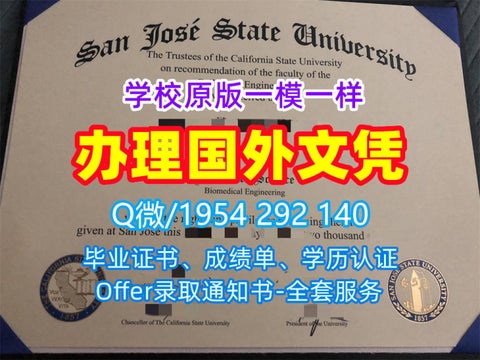 San José State University
The Trustees of the California State University
on recommendation of the faculty of the
学校原版一模一样
办理国外文凭
Biomedical Engineering
Q微/1954 292 140
given at San José this
two thousand
毕业证书、成绩单、学历认证
Offer录取通知书-全套服务
Chancellor of The California State University
President of the University
1857